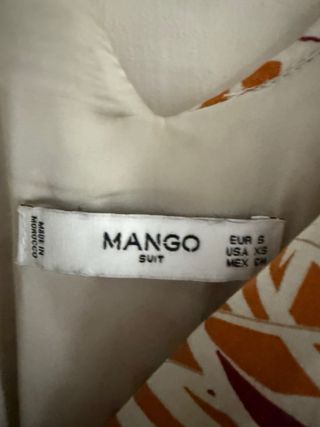 MADE IN
MOROCCO
MANGO
SUIT
EUR S
USA XS
MEX CH